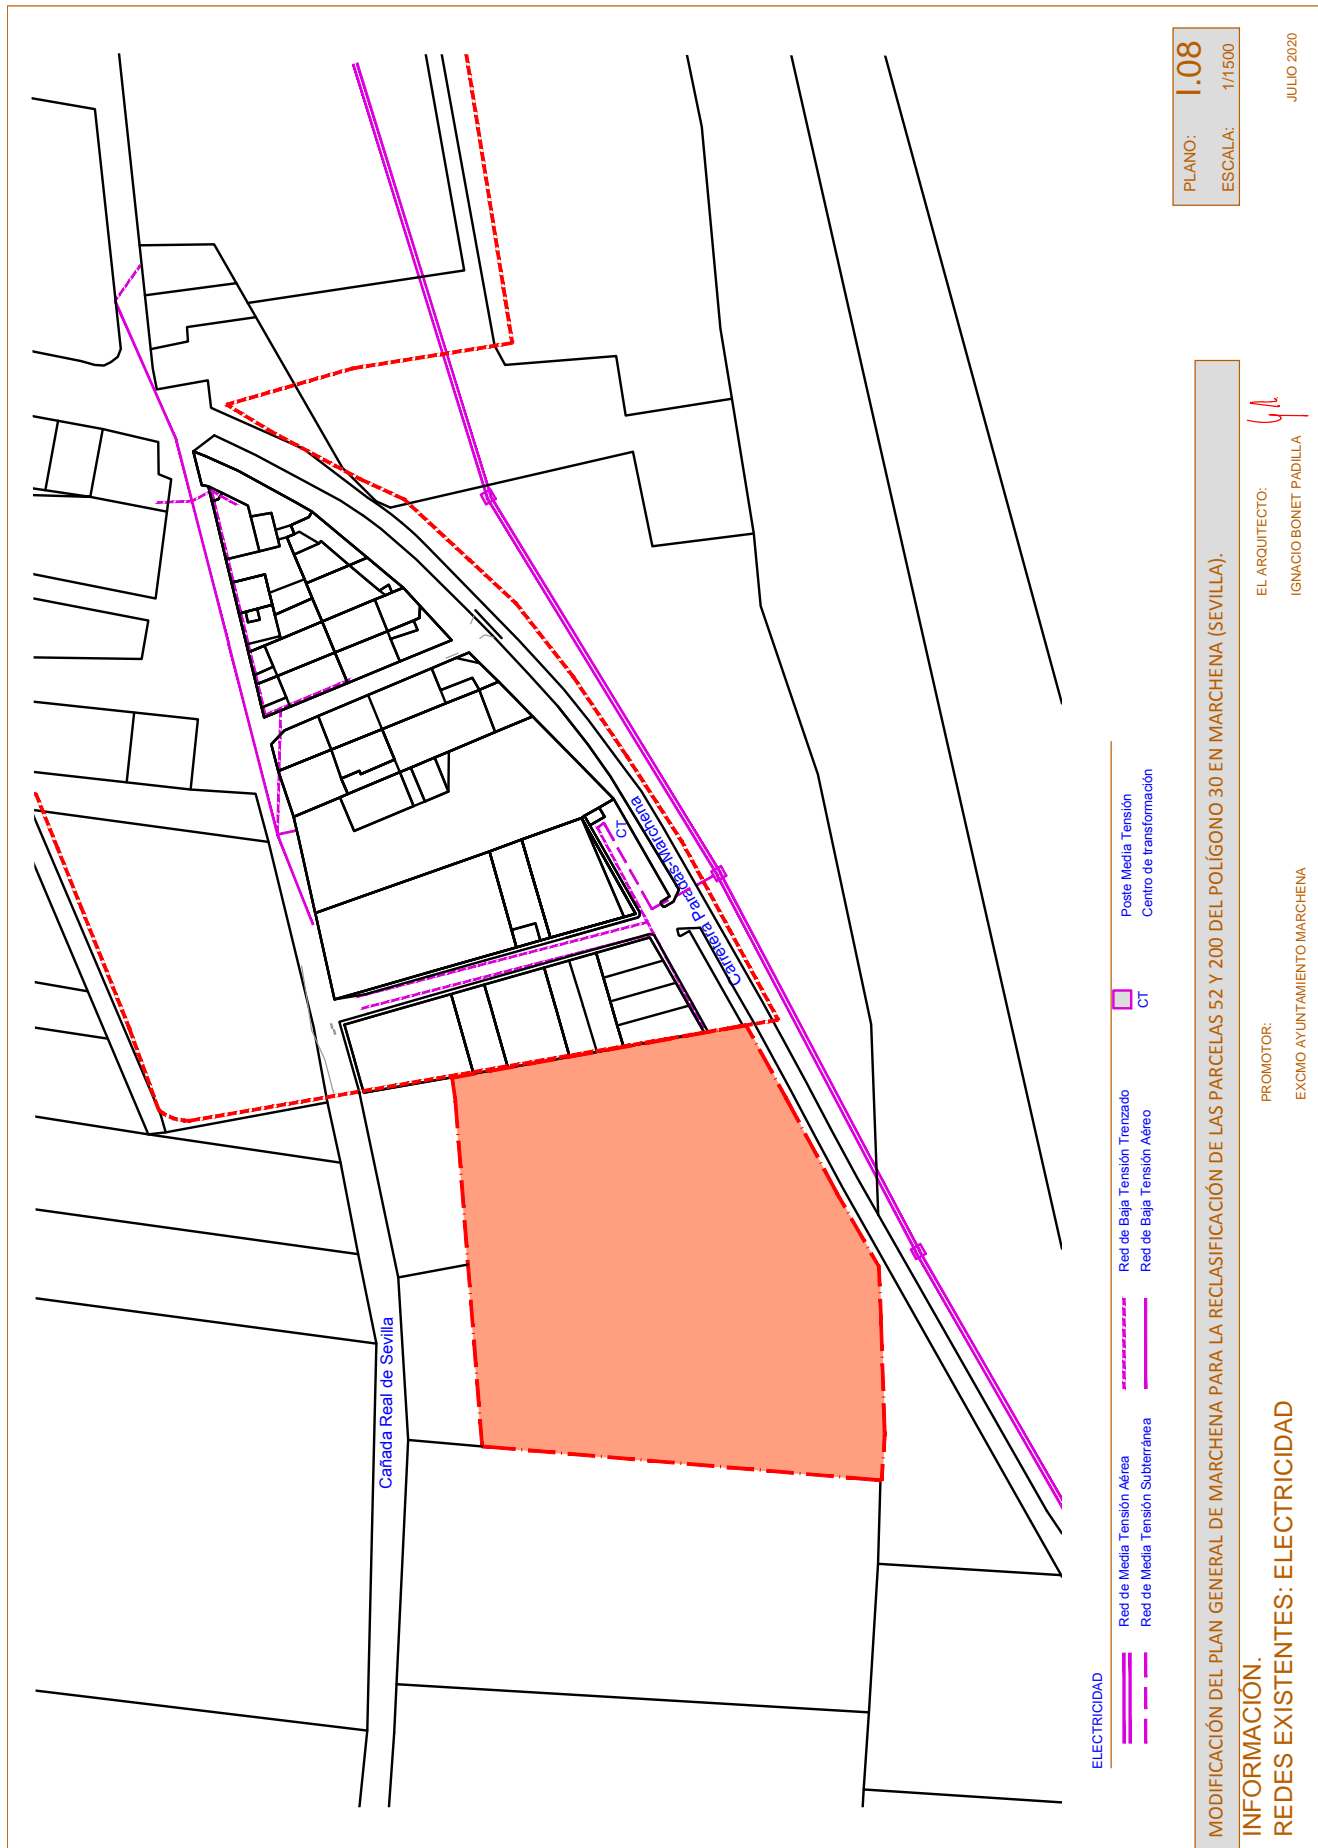 Cañada Real de Sevilla
Carretera Paradas-Marchena
CT
ELECTRICIDAD
Red de Media Tensión Aérea
Red de Media Tensión Subterránea
Red de Baja Tensión Trenzado
Red de Baja Tensión Aéreo
CT
Poste Media Tensión
Centro de transformación
MODIFICACIÓN DEL PLAN GENERAL DE MARCHENA PARA LA RECLASIFICACIÓN DE LAS PARCELAS 52 Y 200 DEL POLÍGONO 30 EN MARCHENA (SEVILLA).
PLANO: I.08
ESCALA: 1/1500
INFORMACIÓN.
REDES EXISTENTES: ELECTRICIDAD
PROMOTOR:
EXCMO AYUNTAMIENTO MARCHENA
EL ARQUITECTO:
IGNACIO BONET PADILLA
JULIO 2020